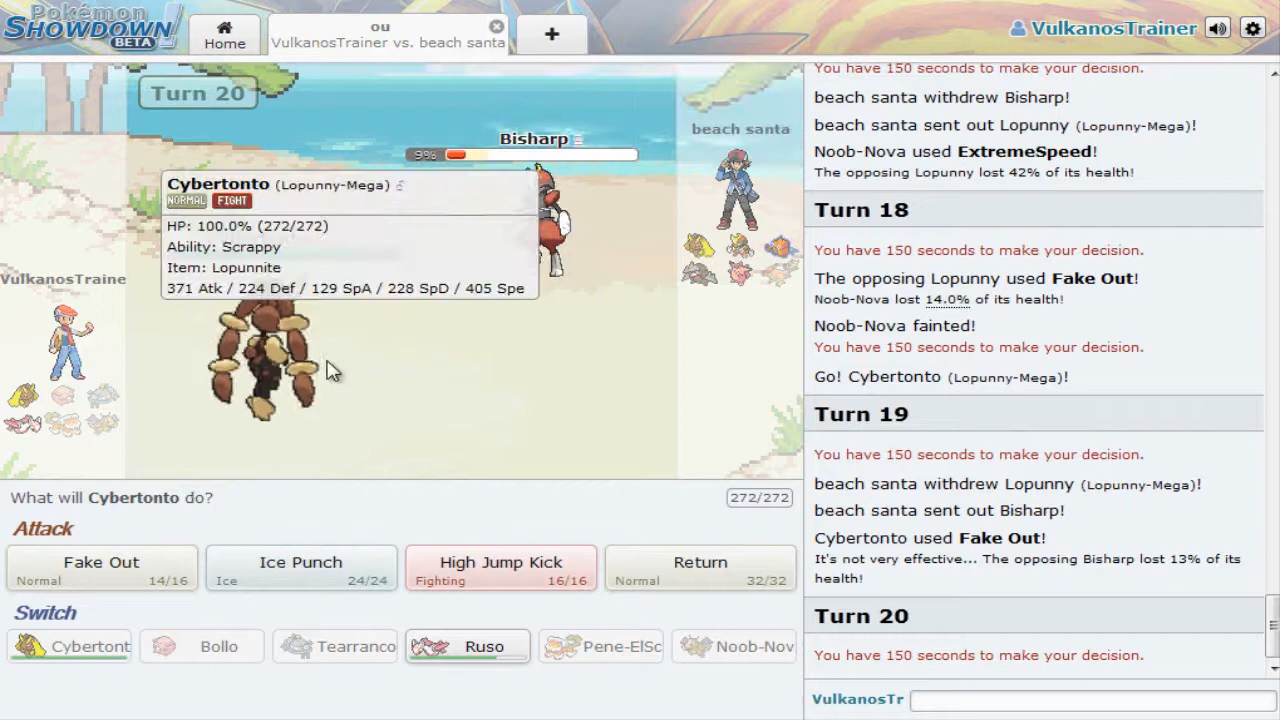 Pokémon
SHOWDOWN!
BETA
Home
ou
VulkanosTrainer vs. beach santa
+
VulkanosTrainer
Turn 20
Bisharp
9%
beach santa
Cybertonto (Lopunny-Mega) ♂
NORMAL FIGHT
HP: 100.0% (272/272)
Ability: Scrappy
Item: Lopunnite
371 Atk / 224 Def / 129 SpA / 228 SpD / 405 Spe
VulkanosTraine
What will Cybertonto do?
272/272
Attack
Fake Out
Normal 14/16
Ice Punch
Ice 24/24
High Jump Kick
Fighting 16/16
Return
Normal 32/32
Switch
Cybertont
Bollo
Tearranco
Ruso
Pene-ElSc
Noob-Nov
You have 150 seconds to make your decision.
beach santa withdrew Bisharp!
beach santa sent out Lopunny (Lopunny-Mega)!
Noob-Nova used ExtremeSpeed!
The opposing Lopunny lost 42% of its health!
Turn 18
You have 150 seconds to make your decision.
The opposing Lopunny used Fake Out!
Noob-Nova lost 14.0% of its health!
Noob-Nova fainted!
You have 150 seconds to make your decision.
Go! Cybertonto (Lopunny-Mega)!
Turn 19
You have 150 seconds to make your decision.
beach santa withdrew Lopunny (Lopunny-Mega)!
beach santa sent out Bisharp!
Cybertonto used Fake Out!
It's not very effective... The opposing Bisharp lost 13% of its
health!
Turn 20
You have 150 seconds to make your decision.
VulkanosTr